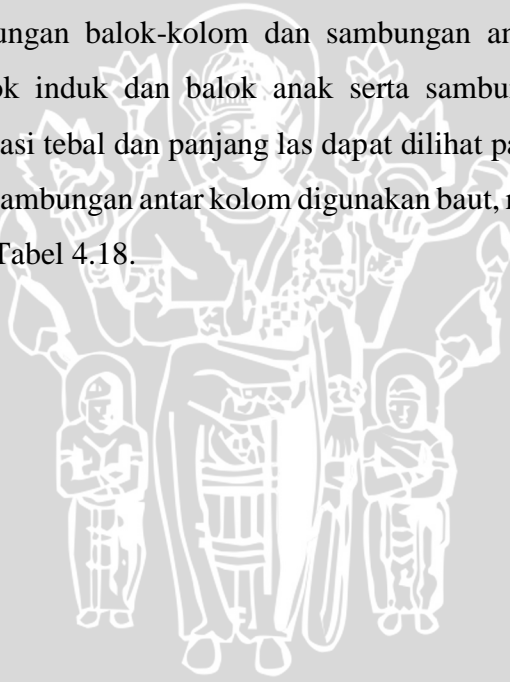 ungan balok-kolom dan sambungan an
ok induk dan balok anak serta sambu
asi tebal dan panjang las dapat dilihat pa
sambungan antar kolom digunakan baut,
Tabel 4.18.